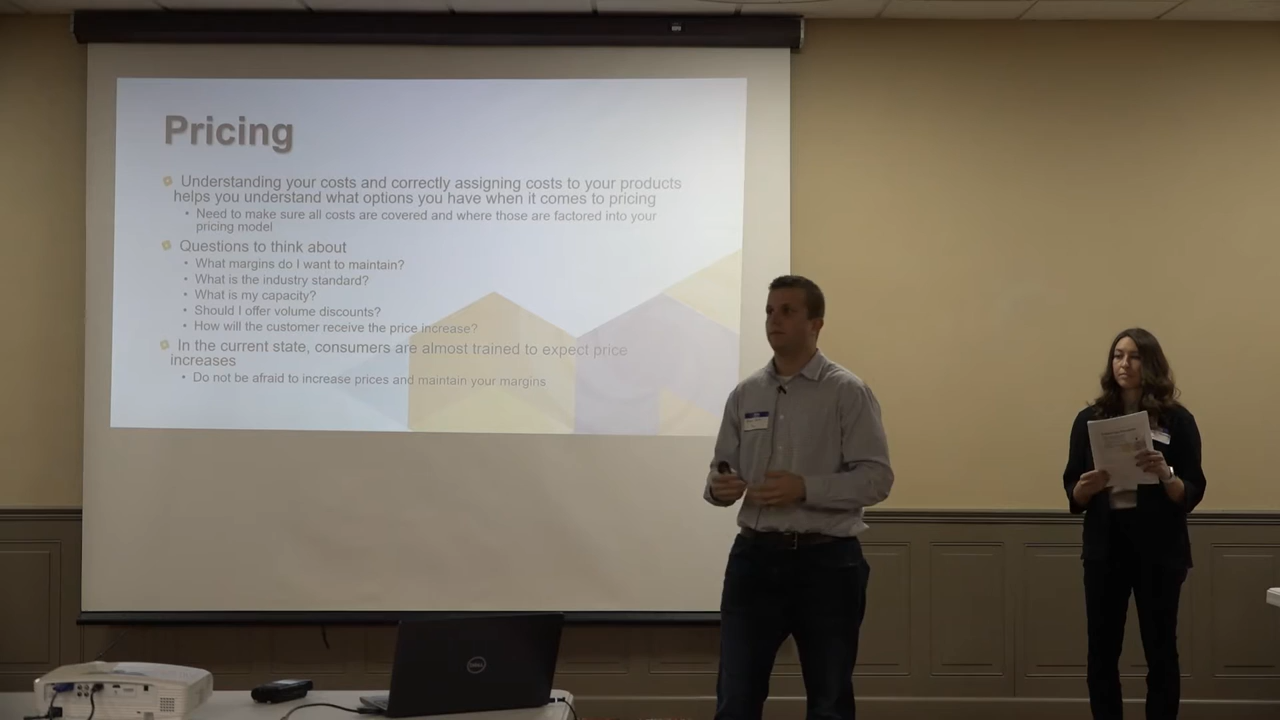 Pricing
Understanding your costs and correctly assigning costs to your products
helps you understand what options you have when it comes to pricing
Need to make sure all costs are covered and where those are factored into your
pricing model
Questions to think about
What margins do I want to maintain?
What is the industry standard?
What is my capacity?
Should I offer volume discounts?
How will the customer receive the price increase?
In the current state, consumers are almost trained to expect price
increases
Do not be afraid to increase prices and maintain your margins
DELL